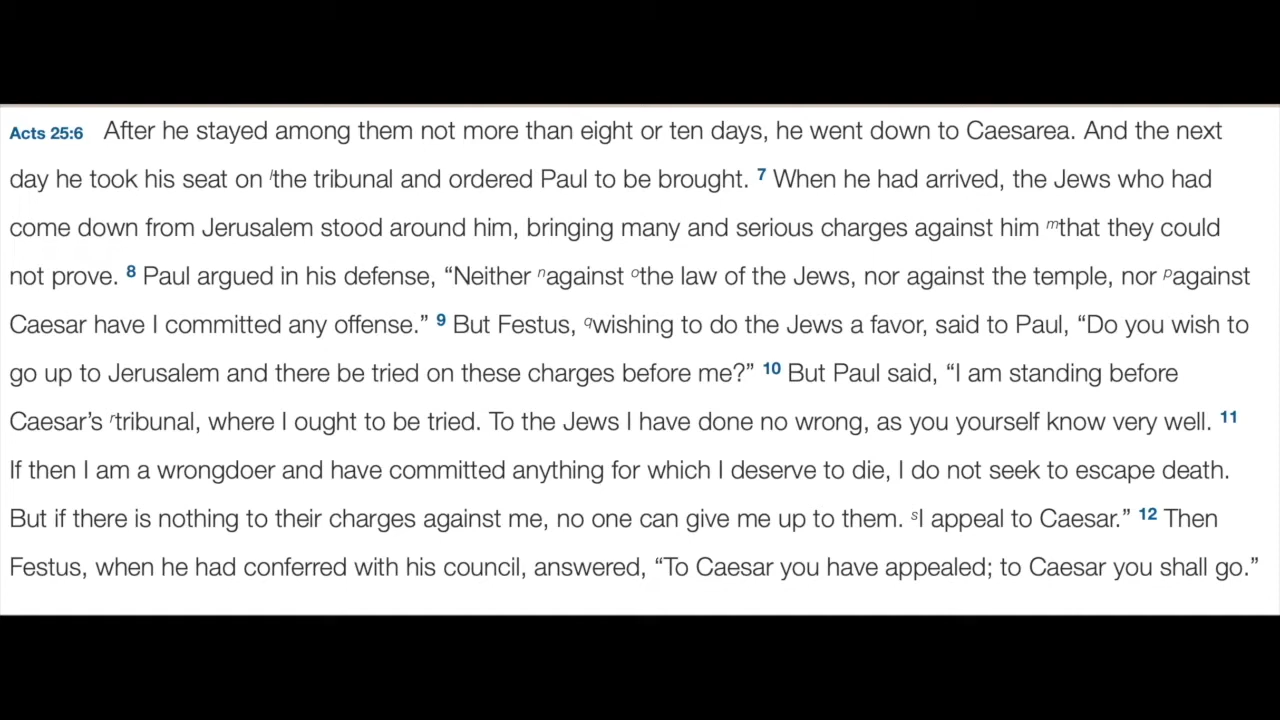 Acts 25:6 After he stayed among them not more than eight or ten days, he went down to Caesarea. And the next
day he took his seat on lthe tribunal and ordered Paul to be brought. 7 When he had arrived, the Jews who had
come down from Jerusalem stood around him, bringing many and serious charges against him mthat they could
not prove. 8 Paul argued in his defense, “Neither nagainst othe law of the Jews, nor against the temple, nor pagainst
Caesar have I committed any offense.” 9 But Festus, qwishing to do the Jews a favor, said to Paul, “Do you wish to
go up to Jerusalem and there be tried on these charges before me?” 10 But Paul said, “I am standing before
Caesar’s rtribunal, where I ought to be tried. To the Jews I have done no wrong, as you yourself know very well. 11
If then I am a wrongdoer and have committed anything for which I deserve to die, I do not seek to escape death.
But if there is nothing to their charges against me, no one can give me up to them. sI appeal to Caesar.” 12 Then
Festus, when he had conferred with his council, answered, “To Caesar you have appealed; to Caesar you shall go.”